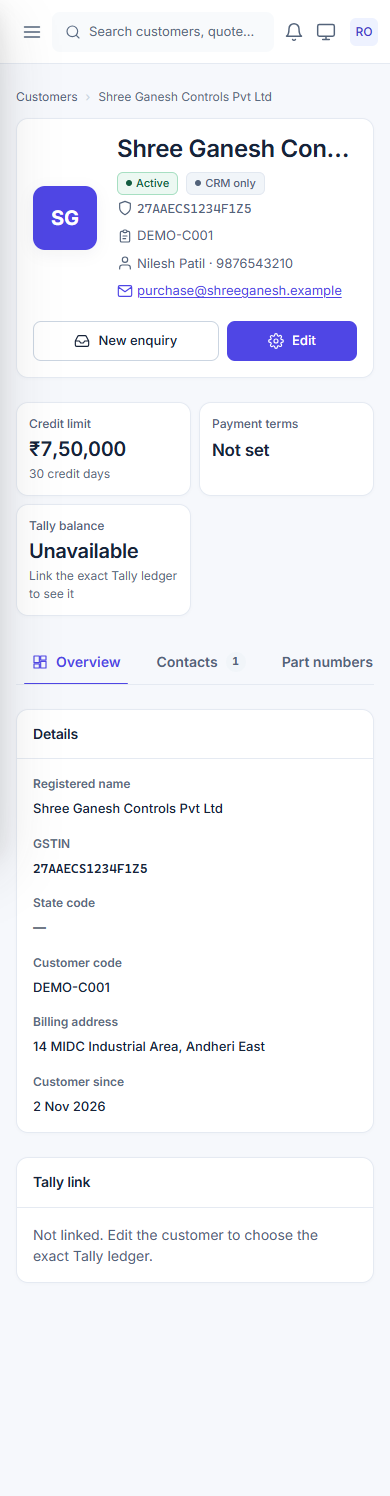 Search customers, quote...
RO
Customers › Shree Ganesh Controls Pvt Ltd
SG
Shree Ganesh Con...
Active
CRM only
27AAECS1234F1Z5
DEMO-C001
Nilesh Patil · 9876543210
purchase@shreeganesh.example
New enquiry
Edit
Credit limit
₹7,50,000
30 credit days
Payment terms
Not set
Tally balance
Unavailable
Link the exact Tally ledger
to see it
Overview
Contacts 1
Part numbers
Details
Registered name
Shree Ganesh Controls Pvt Ltd
GSTIN
27AAECS1234F1Z5
State code
—
Customer code
DEMO-C001
Billing address
14 MIDC Industrial Area, Andheri East
Customer since
2 Nov 2026
Tally link
Not linked. Edit the customer to choose the
exact Tally ledger.